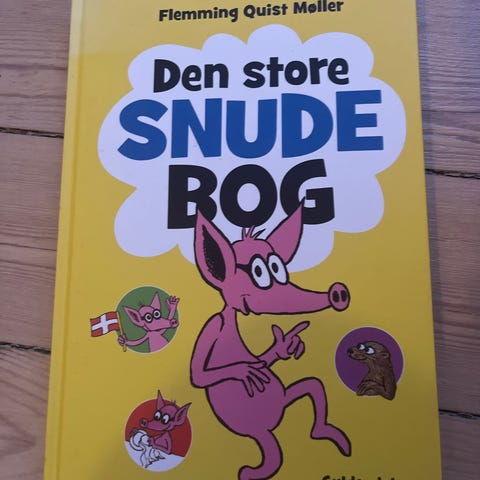 Flemming Quist Møller
Den store
SNUDE
BOG